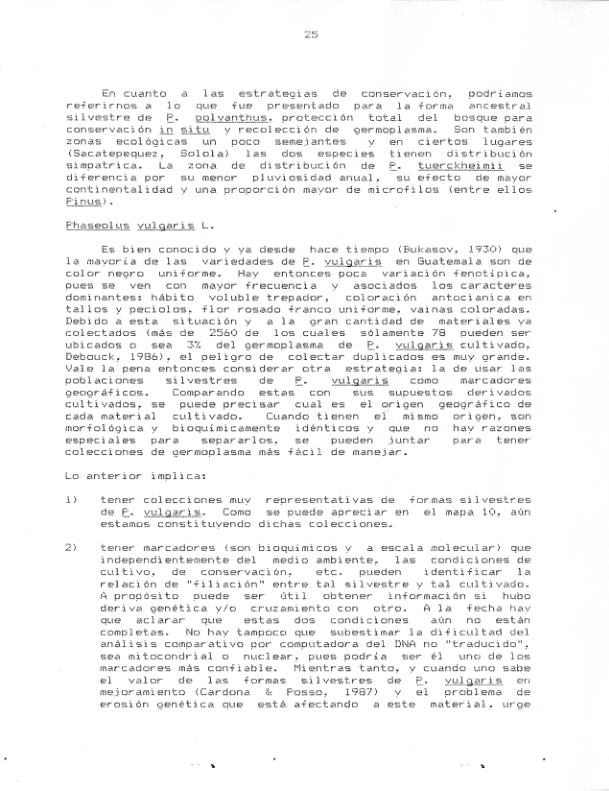 25
En cuanto a las estrategias de conservación, podríamos
referirnos a lo que fue presentado para la forma ancestral
silvestre de P. polyanthus, protección total del bosque para
conservación in situ y recolección de germoplasma. Son también
zonas ecológicas un poco semejantes y en ciertos lugares
(Sacatepequez, Solola) las dos especies tienen distribución
simpatrica. La zona de distribución de P. tuerckheimii se
diferencia por su menor pluviosidad anual, su efecto de mayor
continentalidad y una proporción mayor de microfilos (entre ellos
Pinus).
Phaseolus vulgaris L.
Es bien conocido y ya desde hace tiempo (Bukasov, 1930) que
la mayoría de las variedades de P. vulgaris en Guatemala son de
color negro uniforme. Hay entonces poca variación fenotípica,
pues se ven con mayor frecuencia y asociados los caracteres
dominantes: hábito voluble trepador, coloración antocianica en
tallos y peciolos, flor rosado franco uniforme, vainas coloradas.
Debido a esta situación y a la gran cantidad de materiales ya
colectados (más de 2560 de los cuales sólamente 78 pueden ser
ubicados o sea 3% del germoplasma de P. vulgaris cultivado,
Debouck, 1986), el peligro de colectar duplicados es muy grande.
Vale la pena entonces considerar otra estrategia: la de usar las
poblaciones silvestres de P. vulgaris como marcadores
geográficos. Comparando estas con sus supuestos derivados
cultivados, se puede precisar cual es el origen geográfico de
cada material cultivado. Cuando tienen el mismo origen, son
morfológica y bioquímicamente idénticos y que no hay razones
especiales para separarlos, se pueden juntar para tener
colecciones de germoplasma más fácil de manejar.
Lo anterior implica:
1) tener colecciones muy representativas de formas silvestres
de P. vulgaris. Como se puede apreciar en el mapa 10, aún
estamos constituyendo dichas colecciones.
2) tener marcadores (son bioquímicos y a escala molecular) que
independientemente del medio ambiente, las condiciones de
cultivo, de conservación, etc. pueden identificar la
relación de "filiación" entre tal silvestre y tal cultivado.
A propósito puede ser útil obtener información si hubo
deriva genética y/o cruzamiento con otro. A la fecha hay
que aclarar que estas dos condiciones aún no están
completas. No hay tampoco que subestimar la dificultad del
análisis comparativo por computadora del DNA no "traducido",
sea mitocondrial o nuclear, pues podría ser él uno de los
marcadores más confiable. Mientras tanto, y cuando uno sabe
el valor de las formas silvestres de P. vulgaris en
mejoramiento (Cardona & Posso, 1987) y el problema de
erosión genética que está afectando a este material, urge